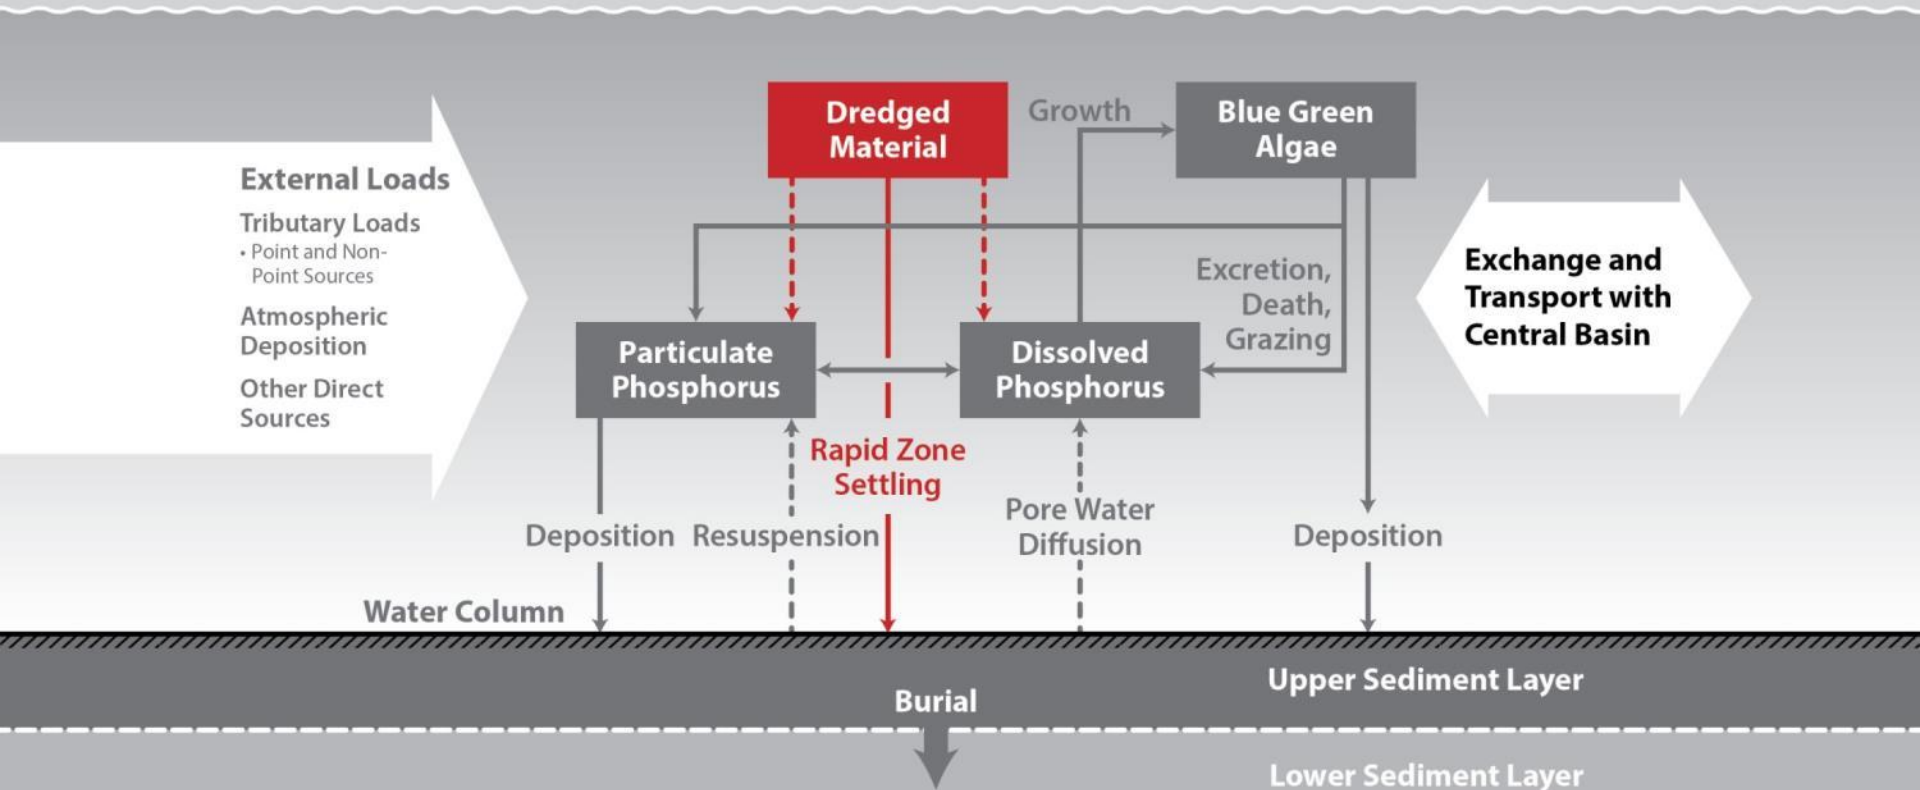 External Loads
Tributary Loads
• Point and Non-
Point Sources
Atmospheric
Deposition
Other Direct
Sources
Dredged
Material
Growth
Blue Green
Algae
Excretion,
Death,
Grazing
Exchange and
Transport with
Central Basin
Particulate
Phosphorus
Dissolved
Phosphorus
Rapid Zone
Settling
Deposition
Resuspension
Pore Water
Diffusion
Deposition
Water Column
Upper Sediment Layer
Burial
Lower Sediment Layer